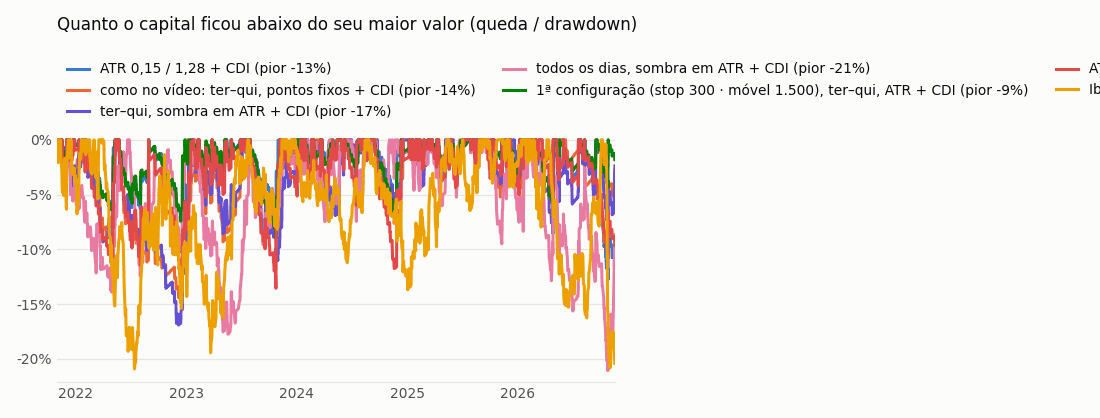 Quanto o capital ficou abaixo do seu maior valor (queda / drawdown)
ATR 0,15 / 1,28 + CDI (pior -13%)
como no vídeo: ter–qui, pontos fixos + CDI (pior -14%)
ter–qui, sombra em ATR + CDI (pior -17%)
todos os dias, sombra em ATR + CDI (pior -21%)
1ª configuração (stop 300 · móvel 1.500), ter–qui, ATR + CDI (pior -9%)
0%
-5%
-10%
-15%
-20%
2022 2023 2024 2025 2026